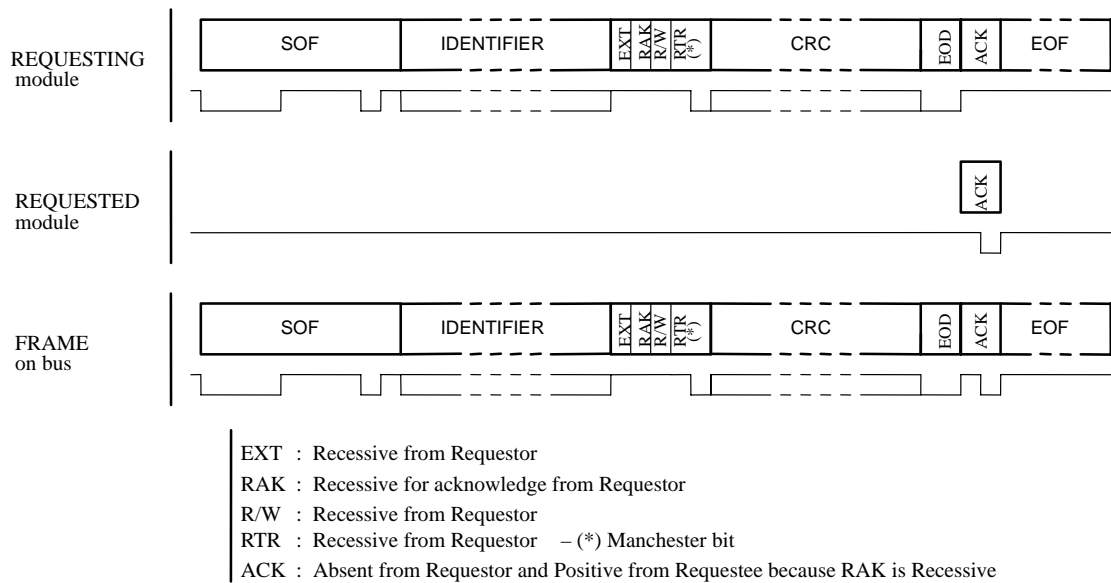 REQUESTING
module
SOF IDENTIFIER EXT RAK R/W RTR (*) CRC EOD ACK EOF
REQUESTED
module
ACK
FRAME
on bus
SOF IDENTIFIER EXT RAK R/W RTR (*) CRC EOD ACK EOF
EXT : Recessive from Requestor
RAK : Recessive for acknowledge from Requestor
R/W : Recessive from Requestor
RTR : Recessive from Requestor – (*) Manchester bit
ACK : Absent from Requestor and Positive from Requestee because RAK is Recessive